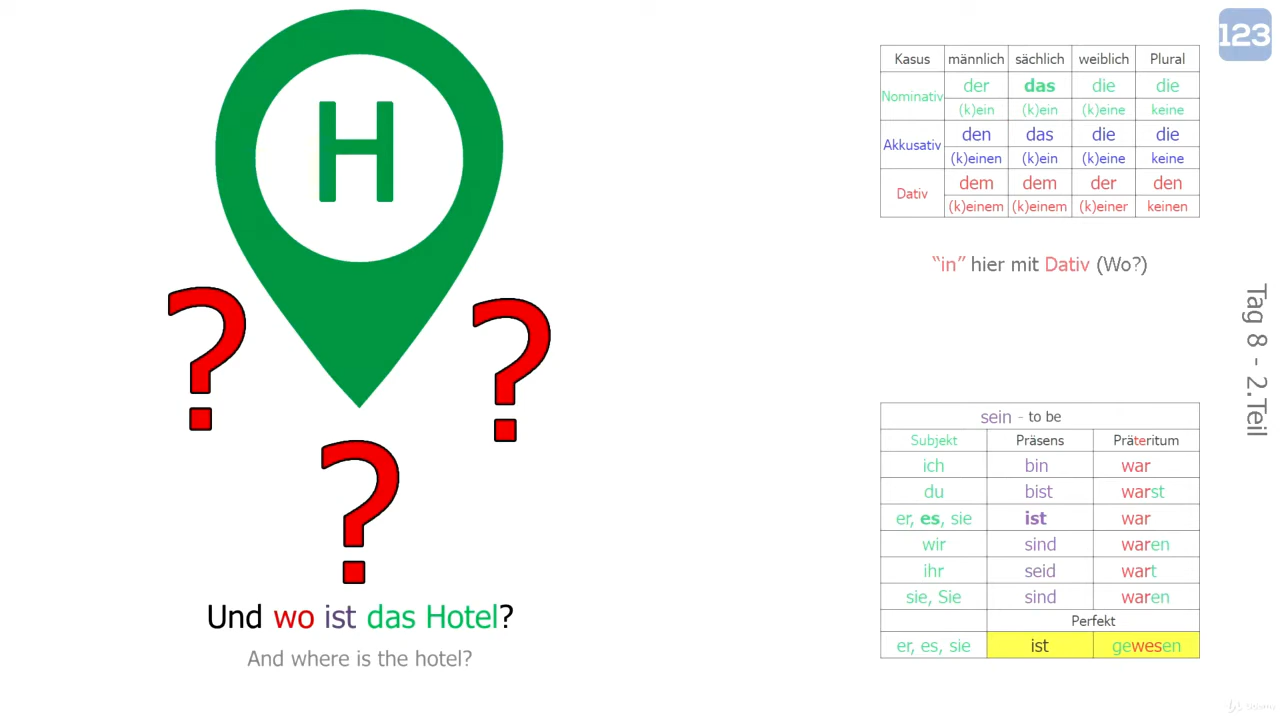 H
?
?
?
Und wo ist das Hotel?
And where is the hotel?
123
Kasus männlich sächlich weiblich Plural
Nominativ der das die die
(k)ein (k)ein (k)eine keine
Akkusativ den das die die
(k)einen (k)ein (k)eine keine
Dativ dem dem der den
(k)einem (k)einem (k)einer keinen
“in” hier mit Dativ (Wo?)
Tag 8 - 2.Teil
sein - to be
Subjekt Präsens Präteritum
ich bin war
du bist warst
er, es, sie ist war
wir sind waren
ihr seid wart
sie, Sie sind waren
Perfekt
er, es, sie ist gewesen